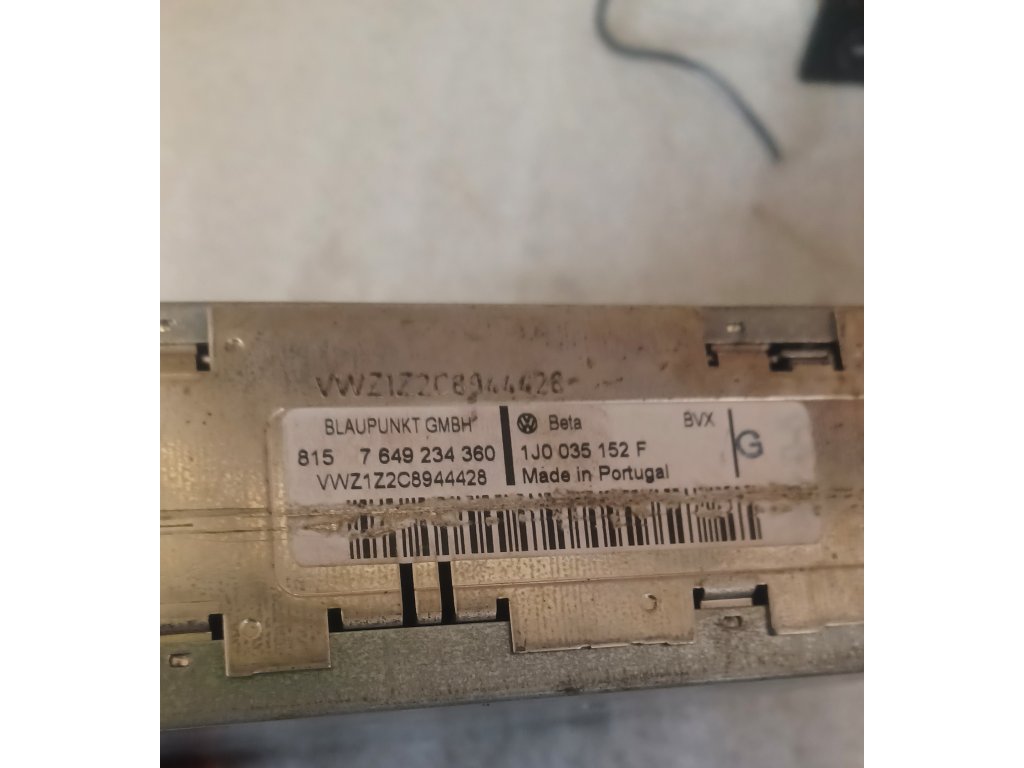 VWZ1Z2C8944428
BLAUPUNKT GMBH
815 7 649 234 360
VWZ1Z2C8944428
Beta BVX
1J0 035 152 F
Made in Portugal
G